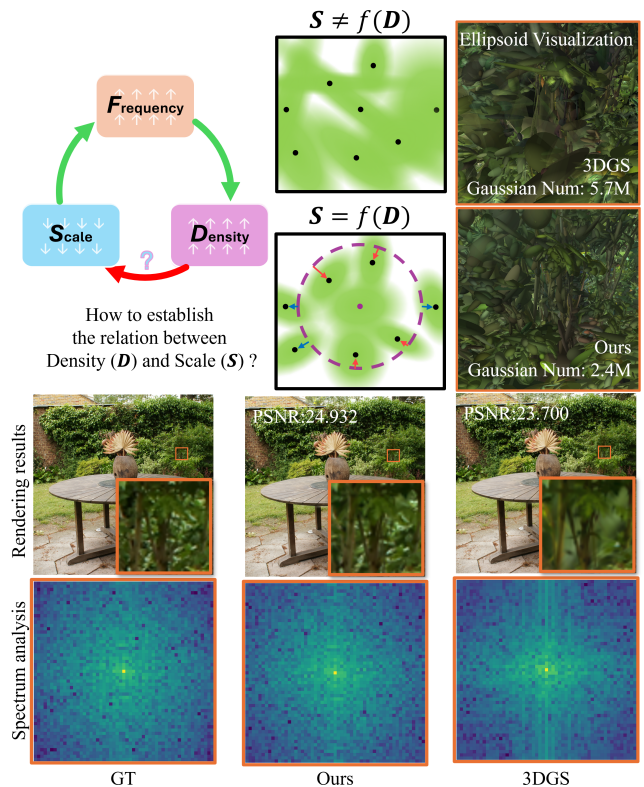 S ≠ f(D)
Ellipsoid Visualization
3DGS
Gaussian Num: 5.7M
Frequency
Scale
Density
?
S = f(D)
How to establish
the relation between
Density (D) and Scale (S) ?
Ours
Gaussian Num: 2.4M
Rendering results
PSNR:24.932
PSNR:23.700
Spectrum analysis
GT
Ours
3DGS